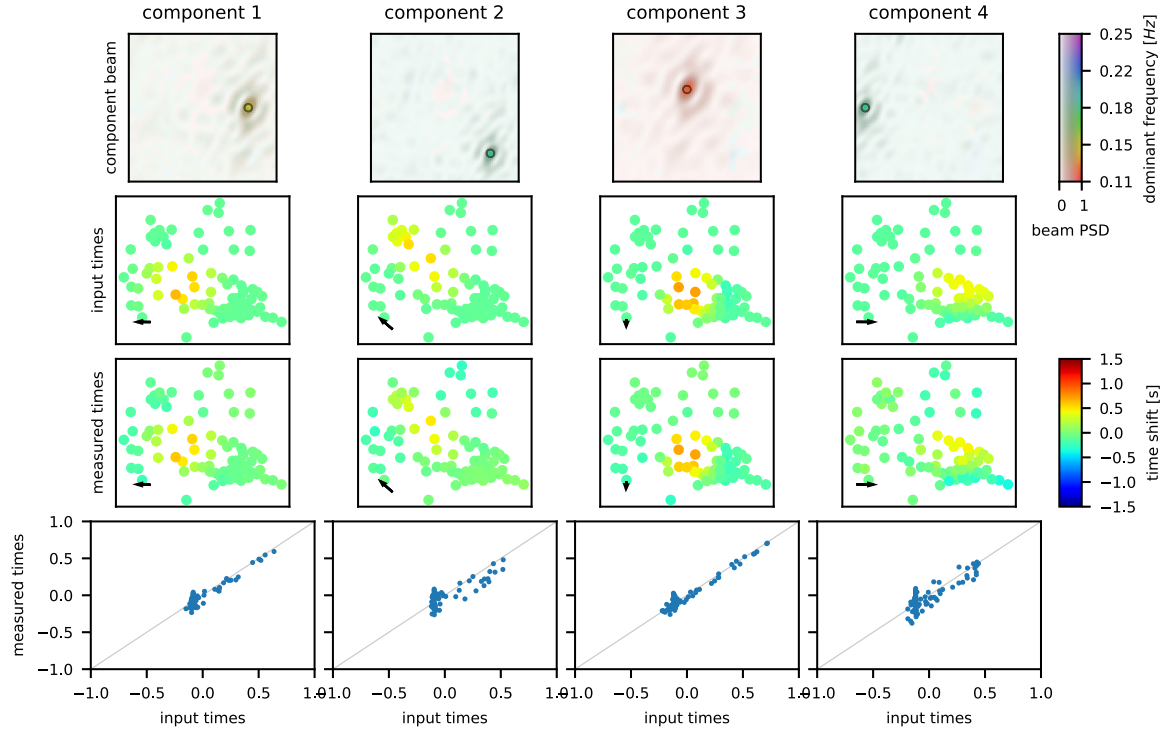 component 1
component 2
component 3
component 4
component beam
0.25
0.22
0.18
0.15
0.11
dominant frequency [Hz]
0 1
beam PSD
input times
measured times
1.5
1.0
0.5
0.0
−0.5
−1.0
−1.5
time shift [s]
measured times
1.0
0.5
0.0
−0.5
−1.0
−1.0 −0.5 0.0 0.5 1.0
−1.0 −0.5 0.0 0.5 1.0
−1.0 −0.5 0.0 0.5 1.0
−1.0 −0.5 0.0 0.5 1.0
input times
input times
input times
input times